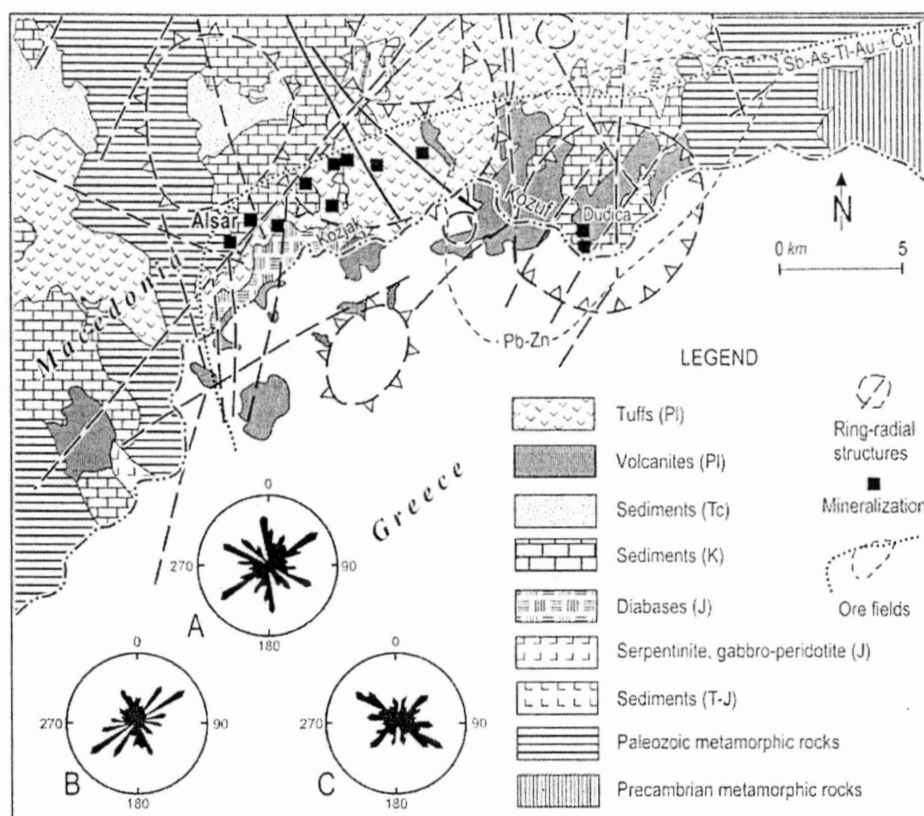 Sb-As-Tl-Au ± Cu
Alsar
Kozjak
Kozuf
Dudica
N
0 km 5
Macedonia
Pb-Zn
Greece
LEGEND
Tuffs (Pl)
Volcanites (Pl)
Sediments (Tc)
Sediments (K)
Diabases (J)
Serpentinite, gabbro-peridotite (J)
Sediments (T-J)
Paleozoic metamorphic rocks
Precambrian metamorphic rocks
Ring-radial
structures
Mineralization
Ore fields
0
270 90
A
180
0
270 90
B
180
0
270 90
C
180